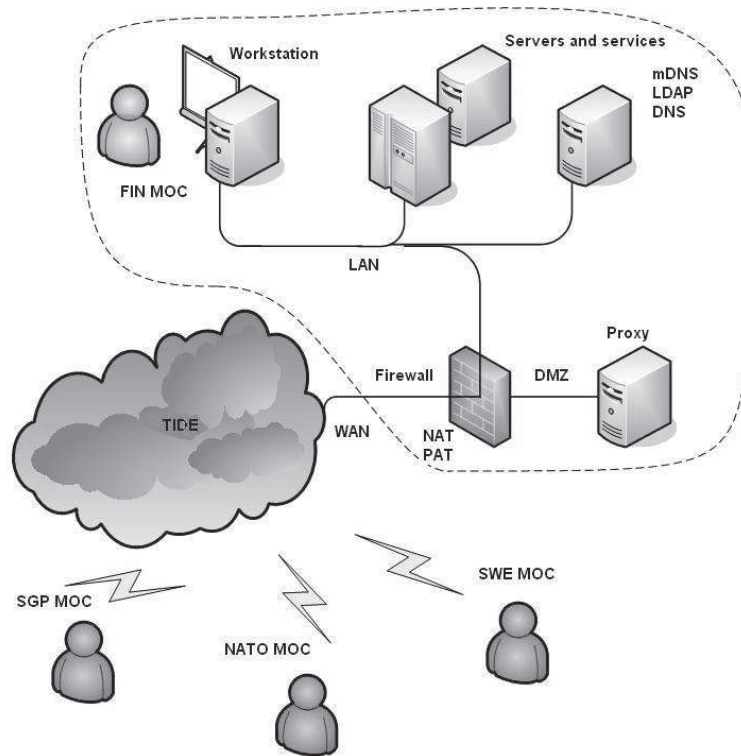 Workstation
Servers and services
mDNS
LDAP
DNS
FIN MOC
LAN
Proxy
Firewall
DMZ
TIDE
WAN
NAT
PAT
SWE MOC
SGP MOC
NATO MOC